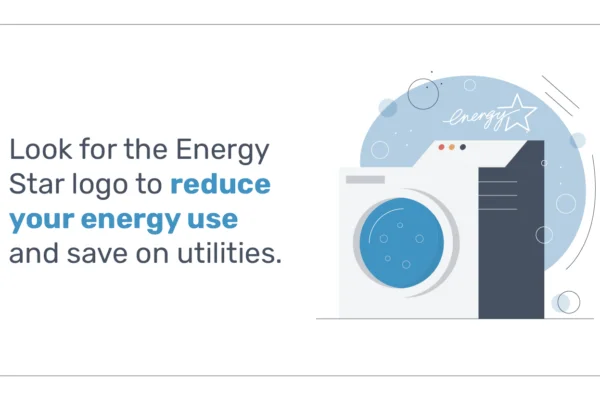 Look for the Energy
Star logo to reduce
your energy use
and save on utilities.
energy